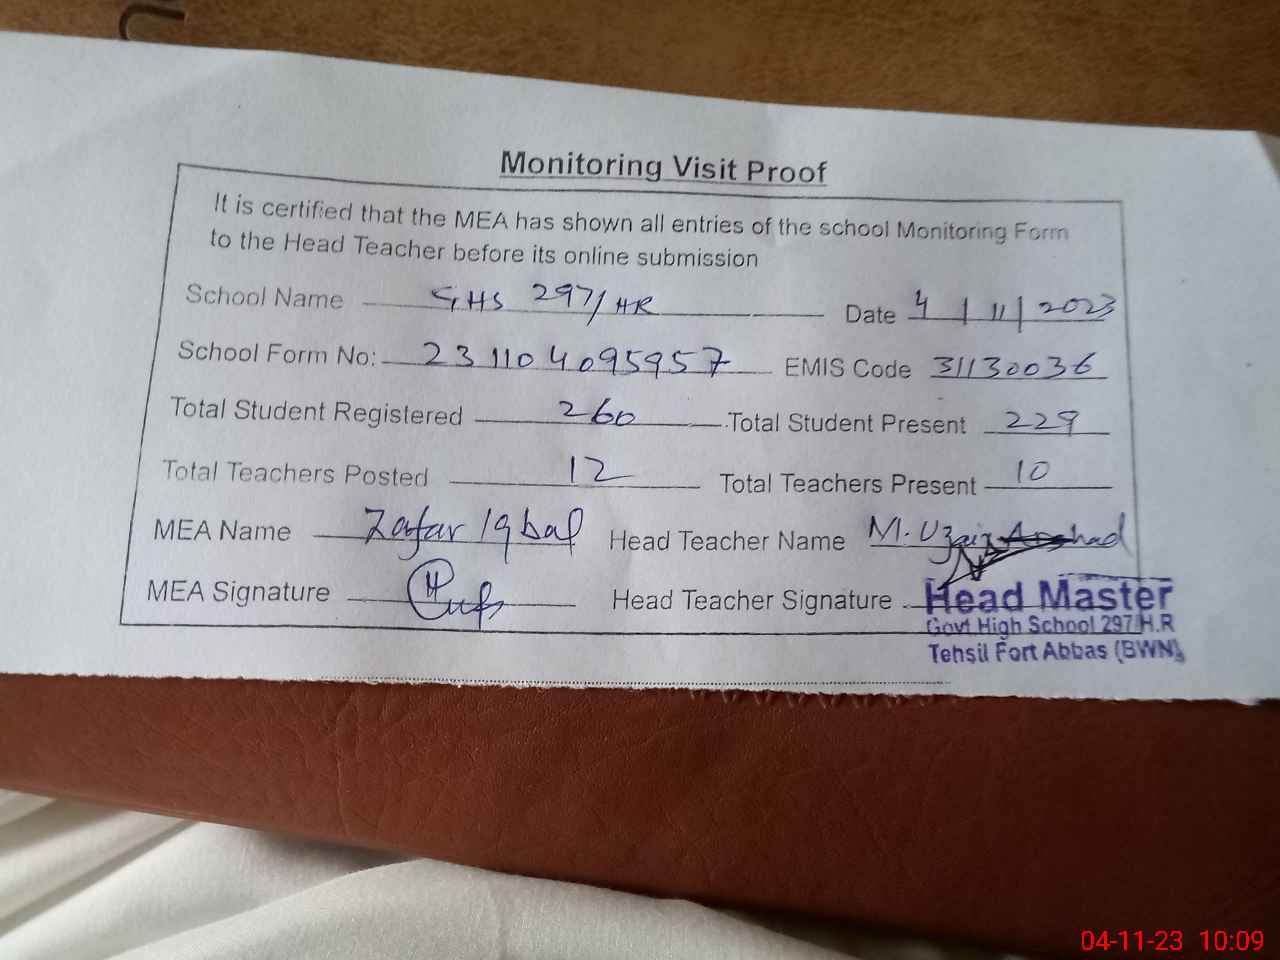 Monitoring Visit Proof
It is certified that the MEA has shown all entries of the school Monitoring Form
to the Head Teacher before its online submission
School Name GHS 297/HR Date 4/11/2023
School Form No: 231104095957 EMIS Code 31130036
Total Student Registered 260 Total Student Present 229
Total Teachers Posted 12 Total Teachers Present 10
MEA Name Zafar Iqbal Head Teacher Name M. Uzair Arshad
MEA Signature Head Teacher Signature
Head Master
Govt High School 297/H.R
Tehsil Fort Abbas (BWN)
04-11-23 10:09